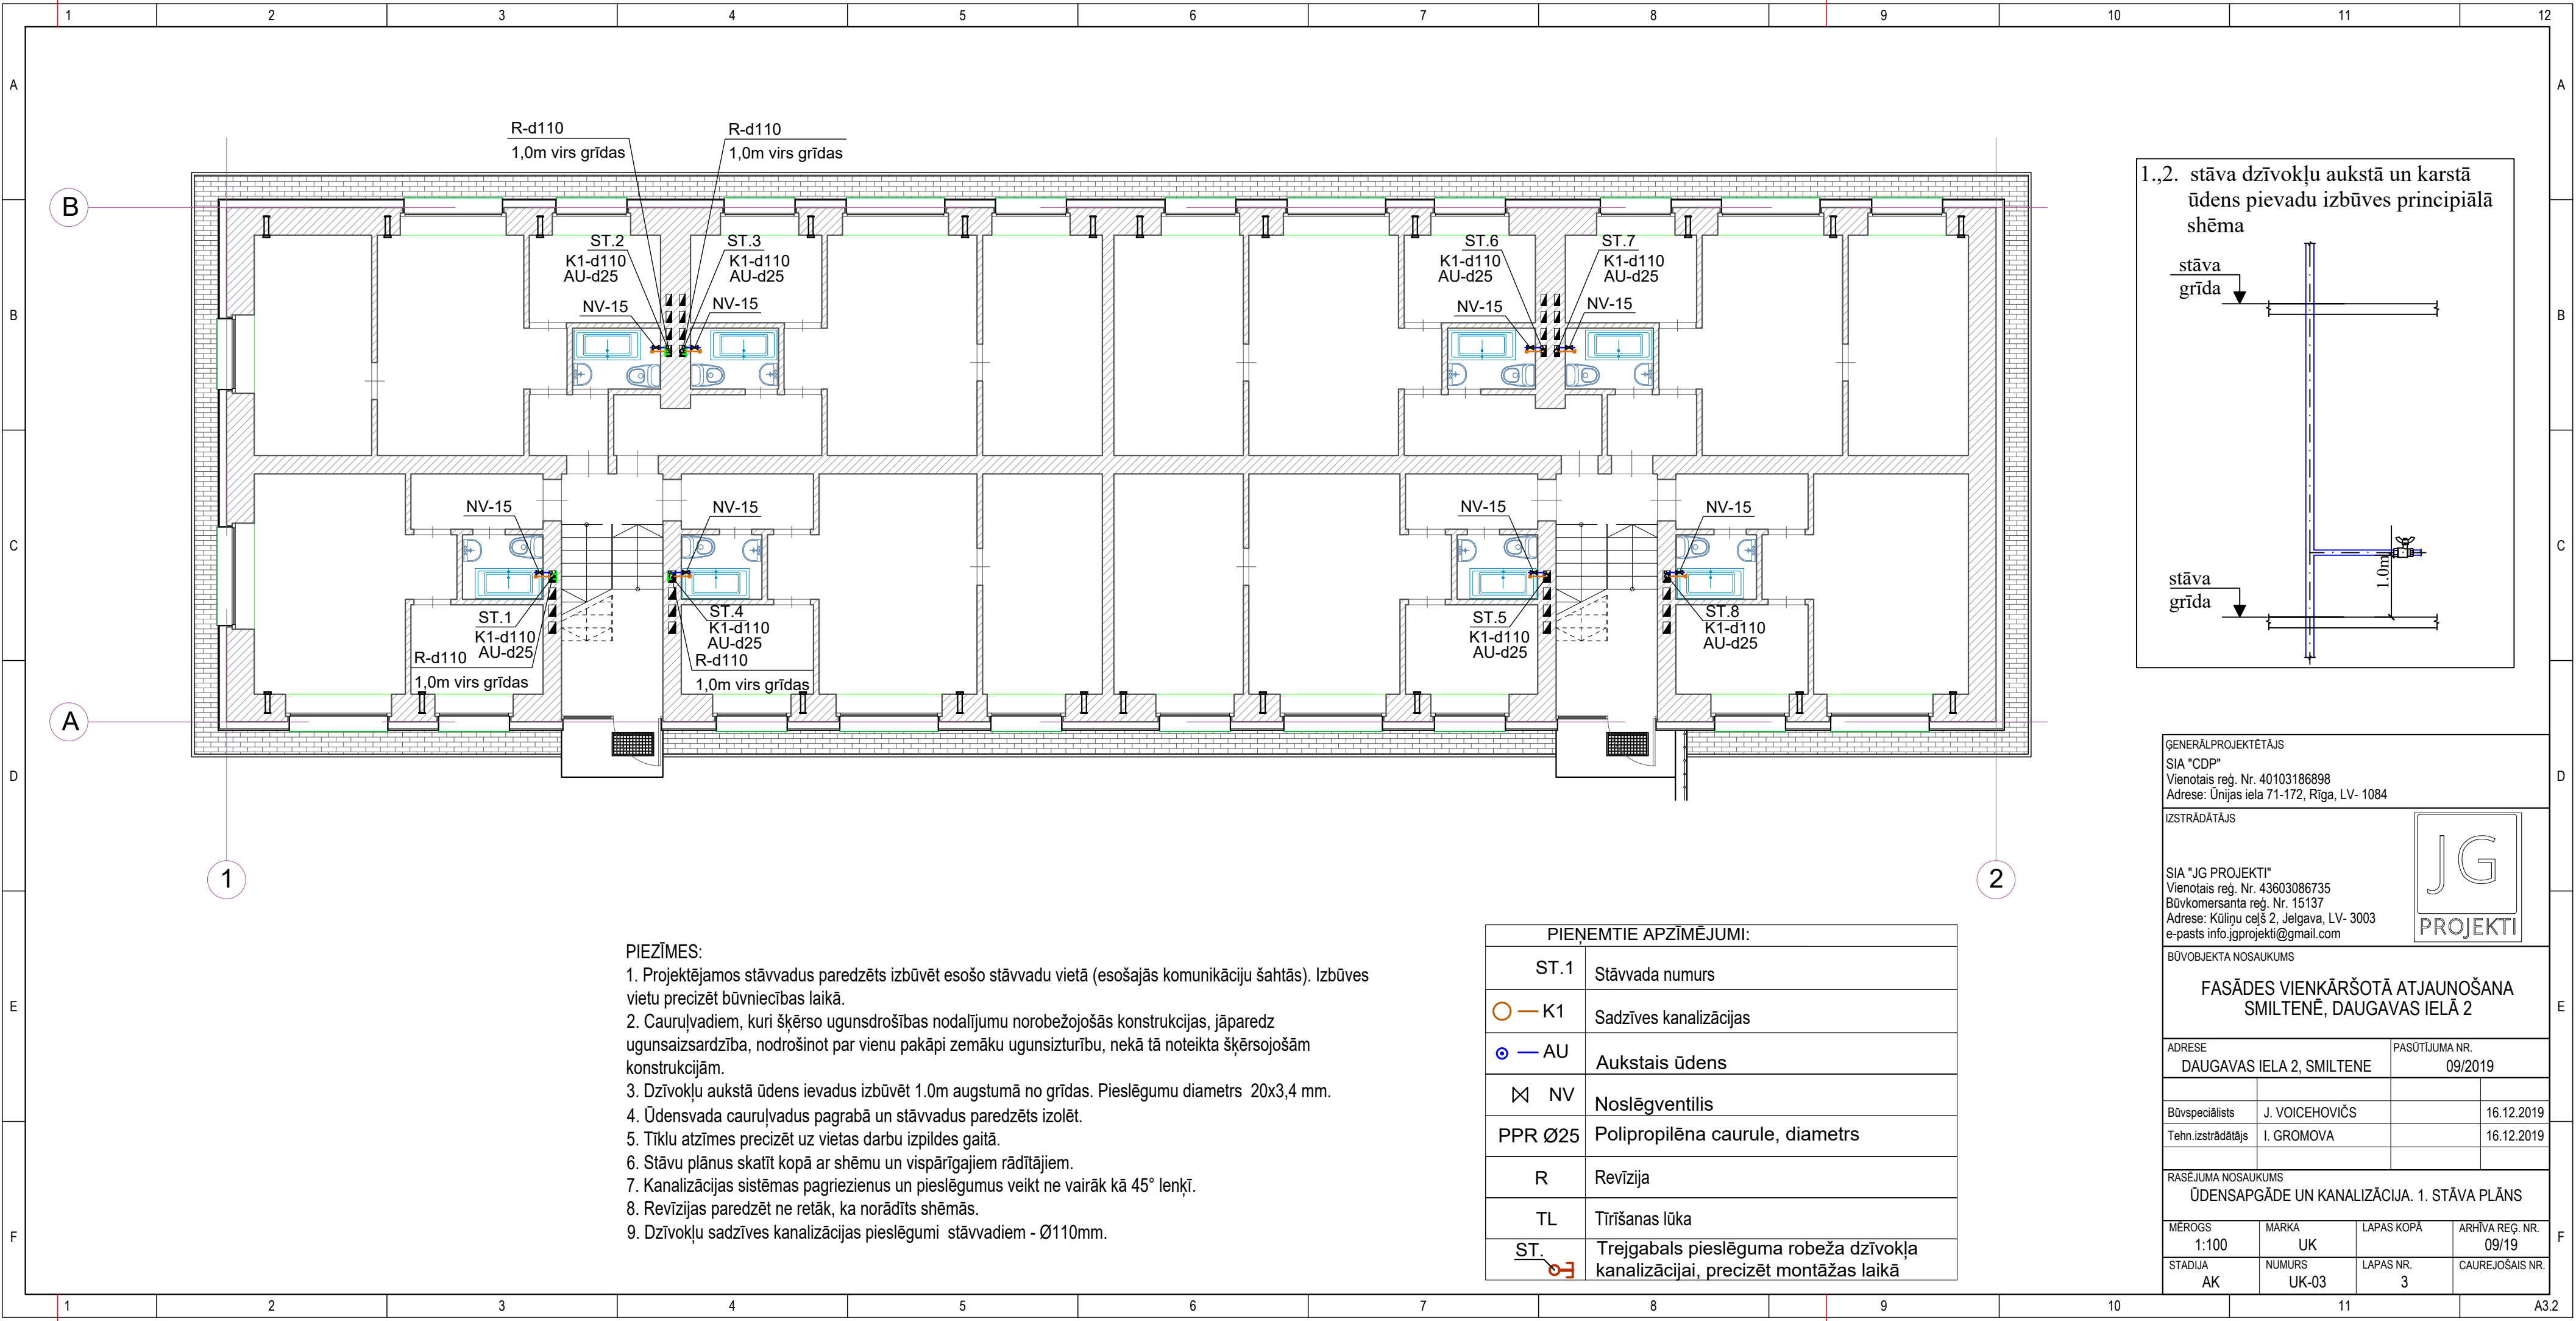 1 2 3 4 5 6 7 8 9 10 11 12
A A
R-d110
1,0m virs grīdas
R-d110
1,0m virs grīdas
B
ST.2
K1-d110
AU-d25
NV-15
ST.3
K1-d110
AU-d25
NV-15
ST.6
K1-d110
AU-d25
NV-15
ST.7
K1-d110
AU-d25
NV-15
B B
NV-15
ST.1
K1-d110
AU-d25
R-d110
1,0m virs grīdas
NV-15
ST.4
K1-d110
AU-d25
R-d110
1,0m virs grīdas
NV-15
ST.5
K1-d110
AU-d25
NV-15
ST.8
K1-d110
AU-d25
C C
A
1 2
D D
1.,2. stāva dzīvokļu aukstā un karstā
ūdens pievadu izbūves principiālā
shēma
stāva
grīda
1.0m
stāva
grīda
PIEZĪMES:
1. Projektējamos stāvvadus paredzēts izbūvēt esošo stāvvadu vietā (esošajās komunikāciju šahtās). Izbūves
vietu precizēt būvniecības laikā.
2. Cauruļvadiem, kuri šķērso ugunsdrošības nodalījumu norobežojošās konstrukcijas, jāparedz
ugunsaizsardzība, nodrošinot par vienu pakāpi zemāku ugunsizturību, nekā tā noteikta šķērsojošām
konstrukcijām.
3. Dzīvokļu aukstā ūdens ievadus izbūvēt 1.0m augstumā no grīdas. Pieslēgumu diametrs 20x3,4 mm.
4. Ūdensvada cauruļvadus pagrabā un stāvvadus paredzēts izolēt.
5. Tīklu atzīmes precizēt uz vietas darbu izpildes gaitā.
6. Stāvu plānus skatīt kopā ar shēmu un vispārīgajiem rādītājiem.
7. Kanalizācijas sistēmas pagriezienus un pieslēgumus veikt ne vairāk kā 45° lenķī.
8. Revīzijas paredzēt ne retāk, ka norādīts shēmās.
9. Dzīvokļu sadzīves kanalizācijas pieslēgumi stāvvadiem - Ø110mm.
PIEŅEMTIE APZĪMĒJUMI:
ST.1 Stāvvada numurs
K1 Sadzīves kanalizācijas
AU Aukstais ūdens
NV Noslēgventilis
PPR Ø25 Polipropilēna caurule, diametrs
R Revīzija
TL Tīrīšanas lūka
ST. Trejgabals pieslēguma robeža dzīvokļa
kanalizācijai, precizēt montāžas laikā
ĢENERĀLPROJEKTĒTĀJS
SIA "CDP"
Vienotais reģ. Nr. 40103186898
Adrese: Ūnijas iela 71-172, Rīga, LV- 1084
IZSTRĀDĀTĀJS
JG
PROJEKTI
SIA "JG PROJEKTI"
Vienotais reģ. Nr. 43603086735
Būvkomersanta reģ. Nr. 15137
Adrese: Kūliņu ceļš 2, Jelgava, LV- 3003
e-pasts info.jgprojekti@gmail.com
BŪVOBJEKTA NOSAUKUMS
FASĀDES VIENKĀRŠOTĀ ATJAUNOŠANA
SMILTENĒ, DAUGAVAS IELĀ 2
ADRESE PASŪTĪJUMA NR.
DAUGAVAS IELA 2, SMILTENE 09/2019
Būvspeciālists J. VOICEHOVIČS 16.12.2019
Tehn.izstrādātājs I. GROMOVA 16.12.2019
RASĒJUMA NOSAUKUMS
ŪDENSAPGĀDE UN KANALIZĀCIJA. 1. STĀVA PLĀNS
MĒROGS MARKA LAPAS KOPĀ ARHĪVA REĢ. NR.
1:100 UK 09/19
STADIJA NUMURS LAPAS NR. CAUREJOŠAIS NR.
AK UK-03 3
E E
F F
1 2 3 4 5 6 7 8 9 10 11 A3.2